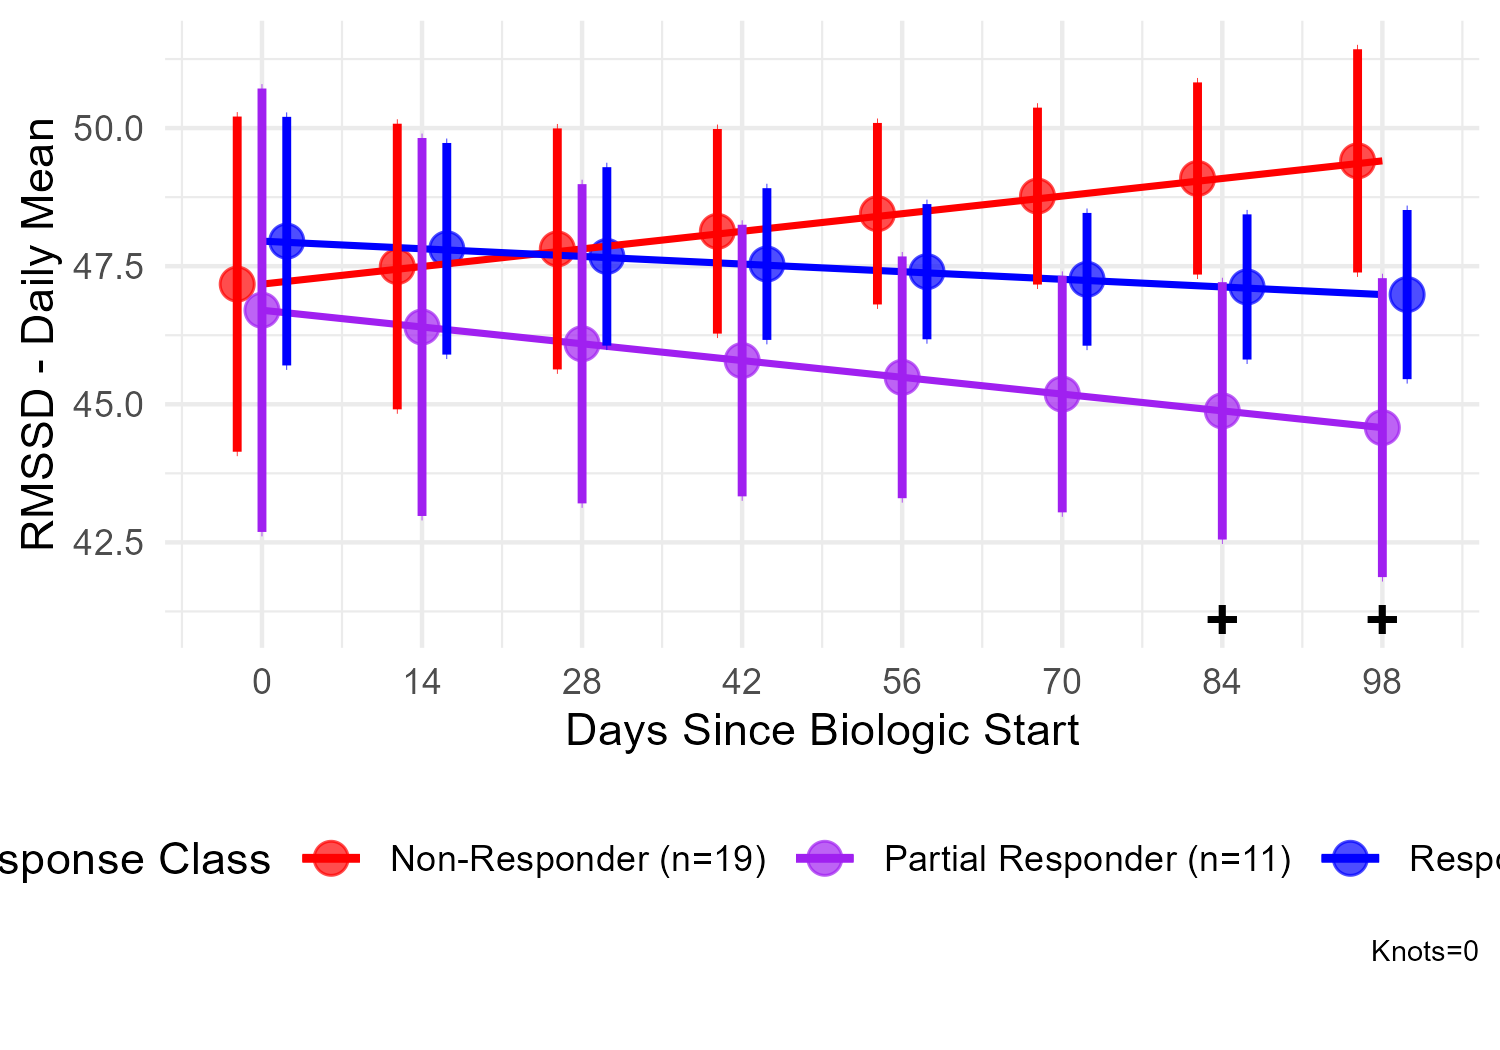 RMSSD - Daily Mean
50.0
47.5
45.0
42.5
+ +
0 14 28 42 56 70 84 98
Days Since Biologic Start
sponse Class Non-Responder (n=19) Partial Responder (n=11) Respo
Knots=0